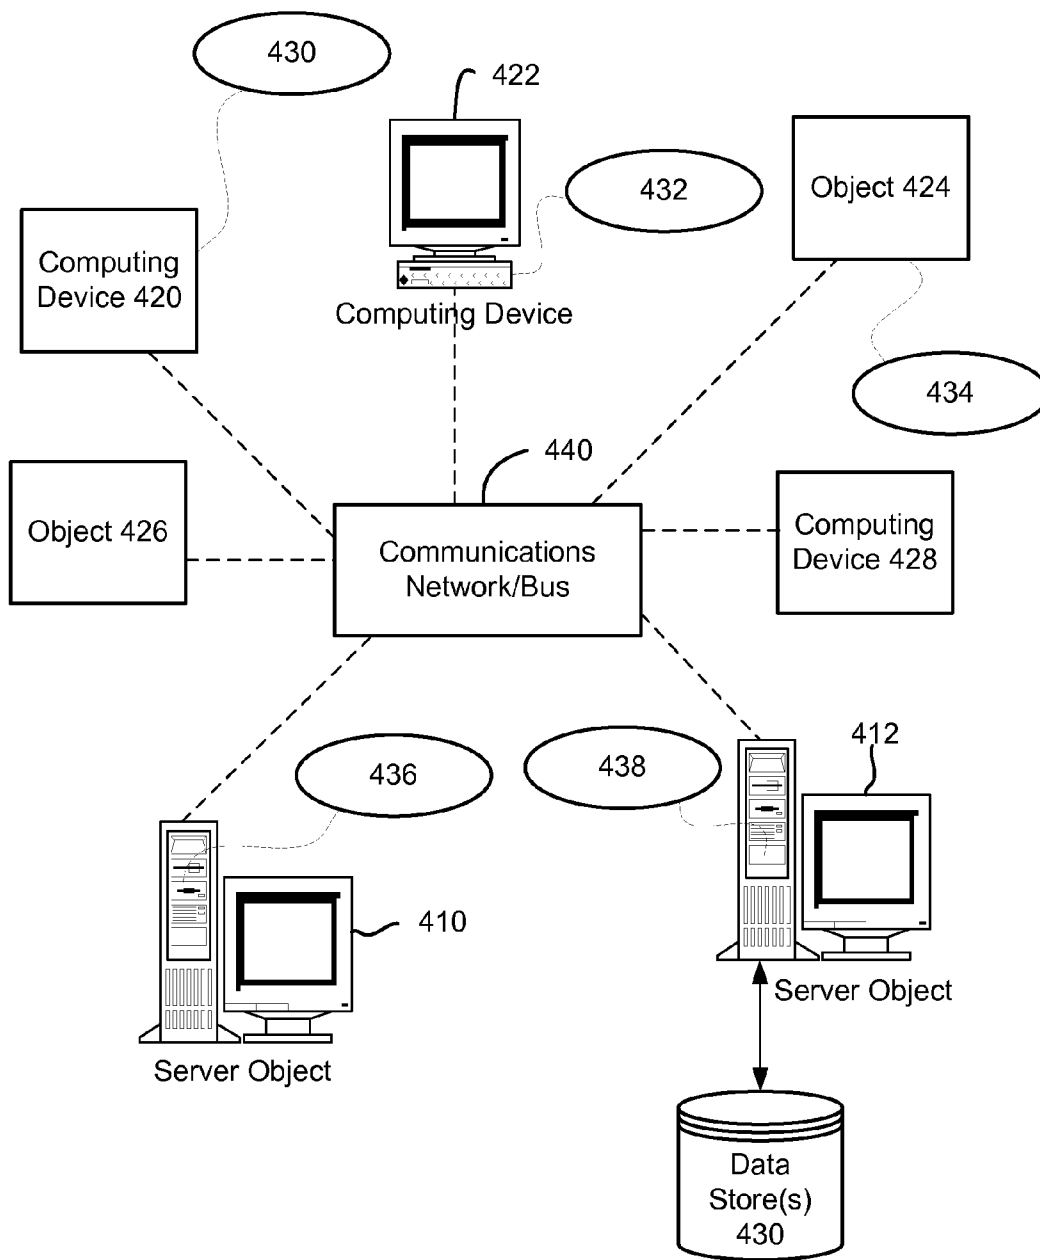 430
422
432
Object 424
Computing
Device 420
Computing Device
434
440
Object 426
Communications
Network/Bus
Computing
Device 428
412
436
438
410
Server Object
Server Object
Data
Store(s)
430